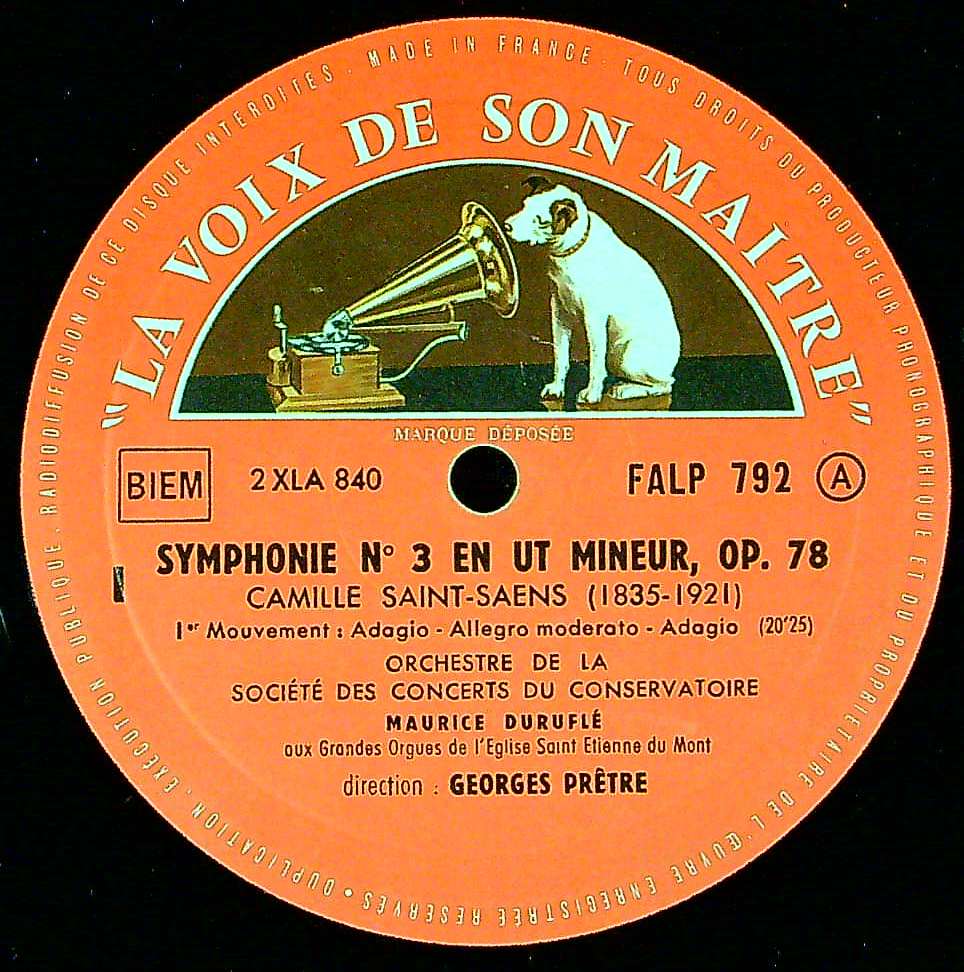 MADE IN FRANCE · TOUS DROITS DU PRODUCTEUR PHONOGRAPHIQUE ET DU PROPRIÉTAIRE DE L'ŒUVRE ENREGISTRÉE RESERVÉS · DUPLICATION, EXÉCUTION PUBLIQUE, RADIODIFFUSION DE CE DISQUE INTERDITES ·
"LA VOIX DE SON MAITRE"
MARQUE DÉPOSÉE
BIEM 2 XLA 840 FALP 792 A
SYMPHONIE N° 3 EN UT MINEUR, OP. 78
CAMILLE SAINT-SAENS (1835-1921)
1er Mouvement : Adagio - Allegro moderato - Adagio (20'25)
ORCHESTRE DE LA
SOCIÉTÉ DES CONCERTS DU CONSERVATOIRE
MAURICE DURUFLÉ
aux Grandes Orgues de l'Eglise Saint Etienne du Mont
direction : GEORGES PRÊTRE